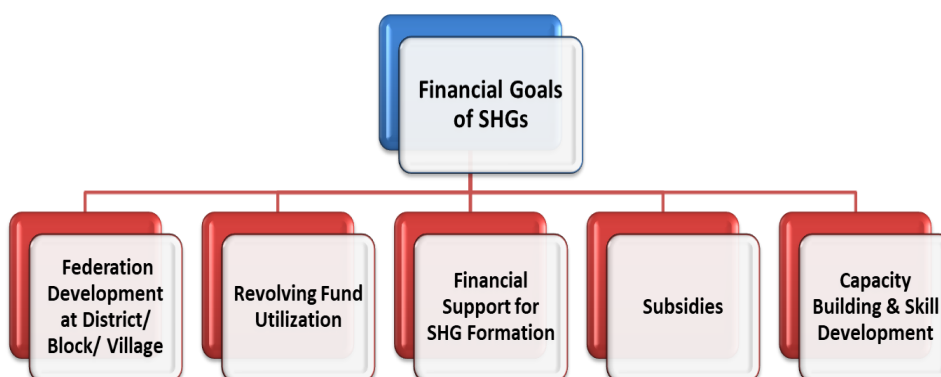 Financial Goals
of SHGs
Federation
Development
at District/
Block/ Village
Revolving Fund
Utilization
Financial
Support for
SHG Formation
Subsidies
Capacity
Building & Skill
Development